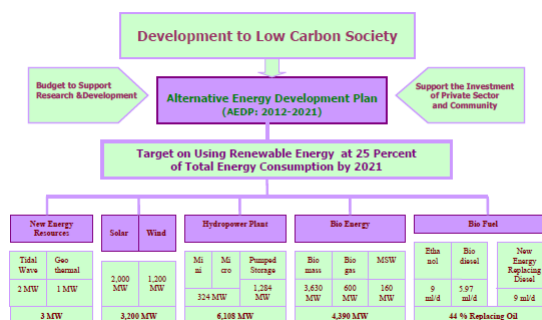 Development to Low Carbon Society
Budget to Support
Research &Development
Alternative Energy Development Plan
(AEDP: 2012-2021)
Support the Investment
of Private Sector
and Community
Target on Using Renewable Energy at 25 Percent
of Total Energy Consumption by 2021
New Energy
Resources
Solar
Wind
Hydropower Plant
Bio Energy
Bio Fuel
Tidal
Wave
Geo
thermal
2 MW
1 MW
2,000
MW
1,200
MW
Mi
ni
Mi
cro
Pumped
Storage
324 MW
1,284
MW
Bio
mass
Bio
gas
MSW
3,630
MW
600
MW
160
MW
Etha
nol
Bio
diesel
New
Energy
Replacing
Diesel
9
ml/d
5.97
ml/d
9 ml/d
3 MW
3,200 MW
6,108 MW
4,390 MW
44 % Replacing Oil